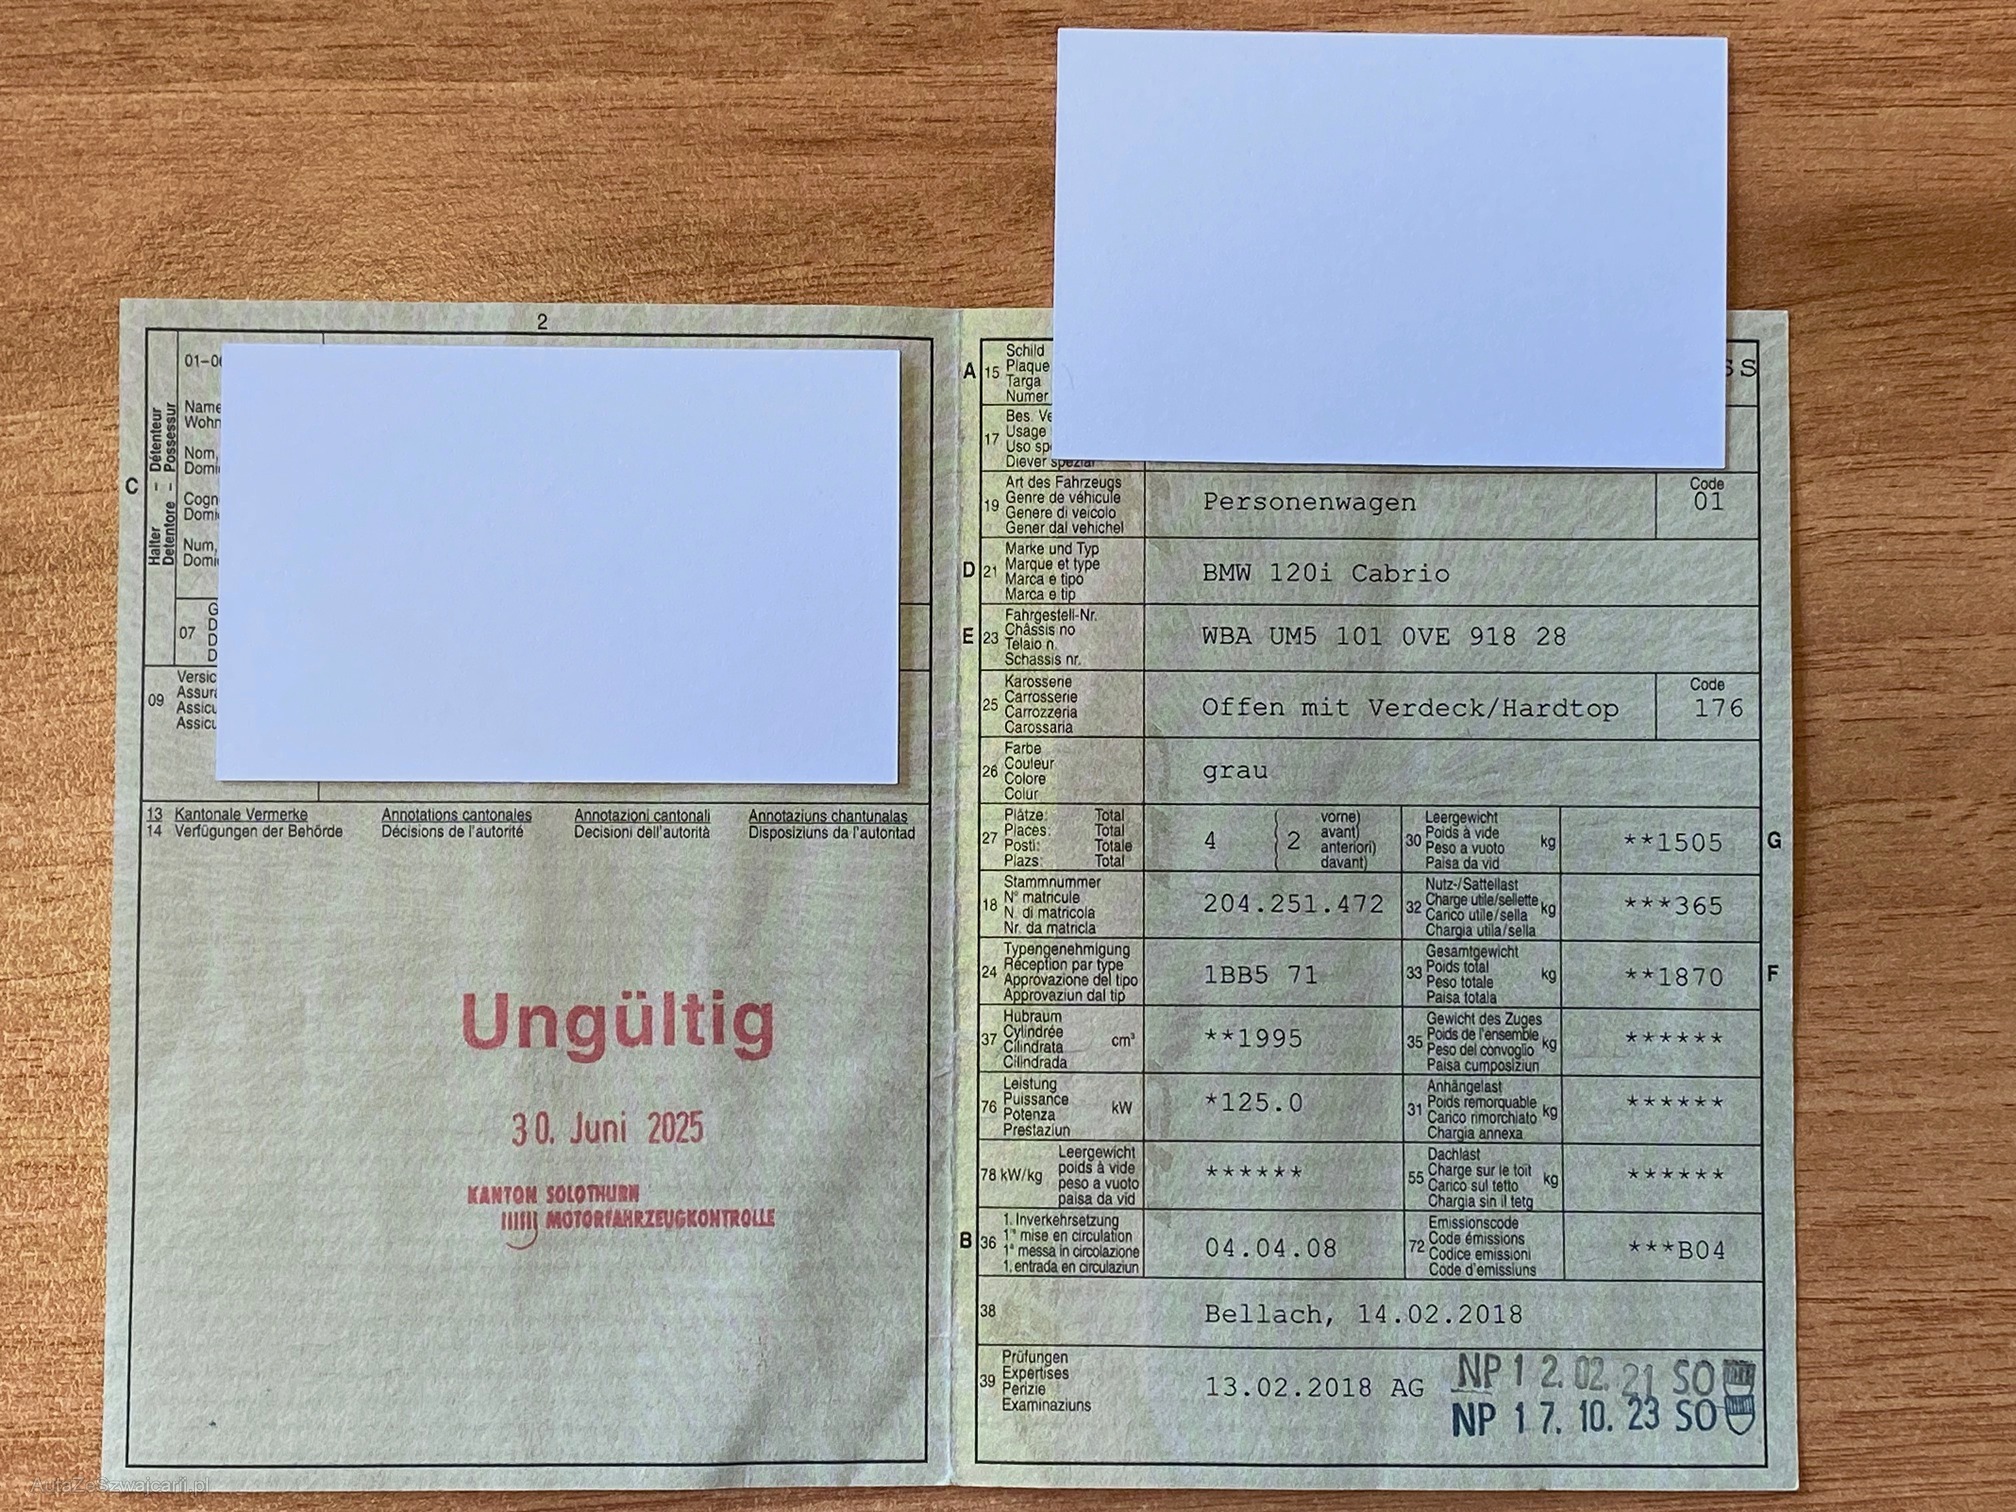 2
01–0
Name
Wohn
Nom,
Domi
Cogn
Domi
Num,
Domi
Halter – Détenteur
Detentore – Possessur
C
07
G
D
D
D
09
Versic
Assura
Assicu
Assicu
13 Kantonale Vermerke Annotations cantonales Annotazioni cantonali Annotaziuns chantunalas
14 Verfügungen der Behörde Décisions de l'autorité Decisioni dell'autorità Disposiziuns da l'autoritad
Ungültig
30. Juni 2025
KANTON SOLOTHURN
MOTORFAHRZEUGKONTROLLE
A 15
Schild
Plaque
Targa
Numer
SS
17
Bes. Ve
Usage
Uso sp
Diever spezial
19
Art des Fahrzeugs
Genre de véhicule
Genere di veicolo
Gener dal vehichel
Personenwagen
Code
01
D 21
Marke und Typ
Marque et type
Marca e tipo
Marca e tip
BMW 120i Cabrio
E 23
Fahrgestell-Nr.
Châssis no
Telaio n.
Schassis nr.
WBA UM5 101 0VE 918 28
25
Karosserie
Carrosserie
Carrozzeria
Carossaria
Offen mit Verdeck/Hardtop
Code
176
26
Farbe
Couleur
Colore
Colur
grau
27
Plätze: Total
Places: Total
Posti: Totale
Plazs: Total
4
2
vorne)
avant)
anteriori)
davant)
30
Leergewicht
Poids à vide
Peso a vuoto
Paisa da vid
kg
**1505
G
18
Stammnummer
N° matricule
N. di matricola
Nr. da matricla
204.251.472
32
Nutz-/Sattellast
Charge utile/sellette
Carico utile/sella
Chargia utila/sella
kg
***365
24
Typengenehmigung
Réception par type
Approvazione del tipo
Approvaziun dal tip
1BB5 71
33
Gesamtgewicht
Poids total
Peso totale
Paisa totala
kg
**1870
F
37
Hubraum
Cylindrée
Cilindrata
Cilindrada
cm³
**1995
35
Gewicht des Zuges
Poids de l'ensemble
Peso del convoglio
Paisa cumposiziun
kg
******
76
Leistung
Puissance
Potenza
Prestaziun
kW
*125.0
31
Anhängelast
Poids remorquable
Carico rimorchiato
Chargia annexa
kg
******
78 kW/kg
Leergewicht
poids à vide
peso a vuoto
paisa da vid
******
55
Dachlast
Charge sur le toit
Carico sul tetto
Chargia sin il tetg
kg
******
B 36
1. Inverkehrsetzung
1re mise en circulation
1a messa in circolazione
1. entrada en circulaziun
04.04.08
72
Emissionscode
Code émissions
Codice emissioni
Code d'emissiuns
***B04
38
Bellach, 14.02.2018
39
Prüfungen
Expertises
Perizie
Examinaziuns
13.02.2018 AG
NP 12.02.21 SO
NP 17.10.23 SO
AutaZeSzwajcarii.pl